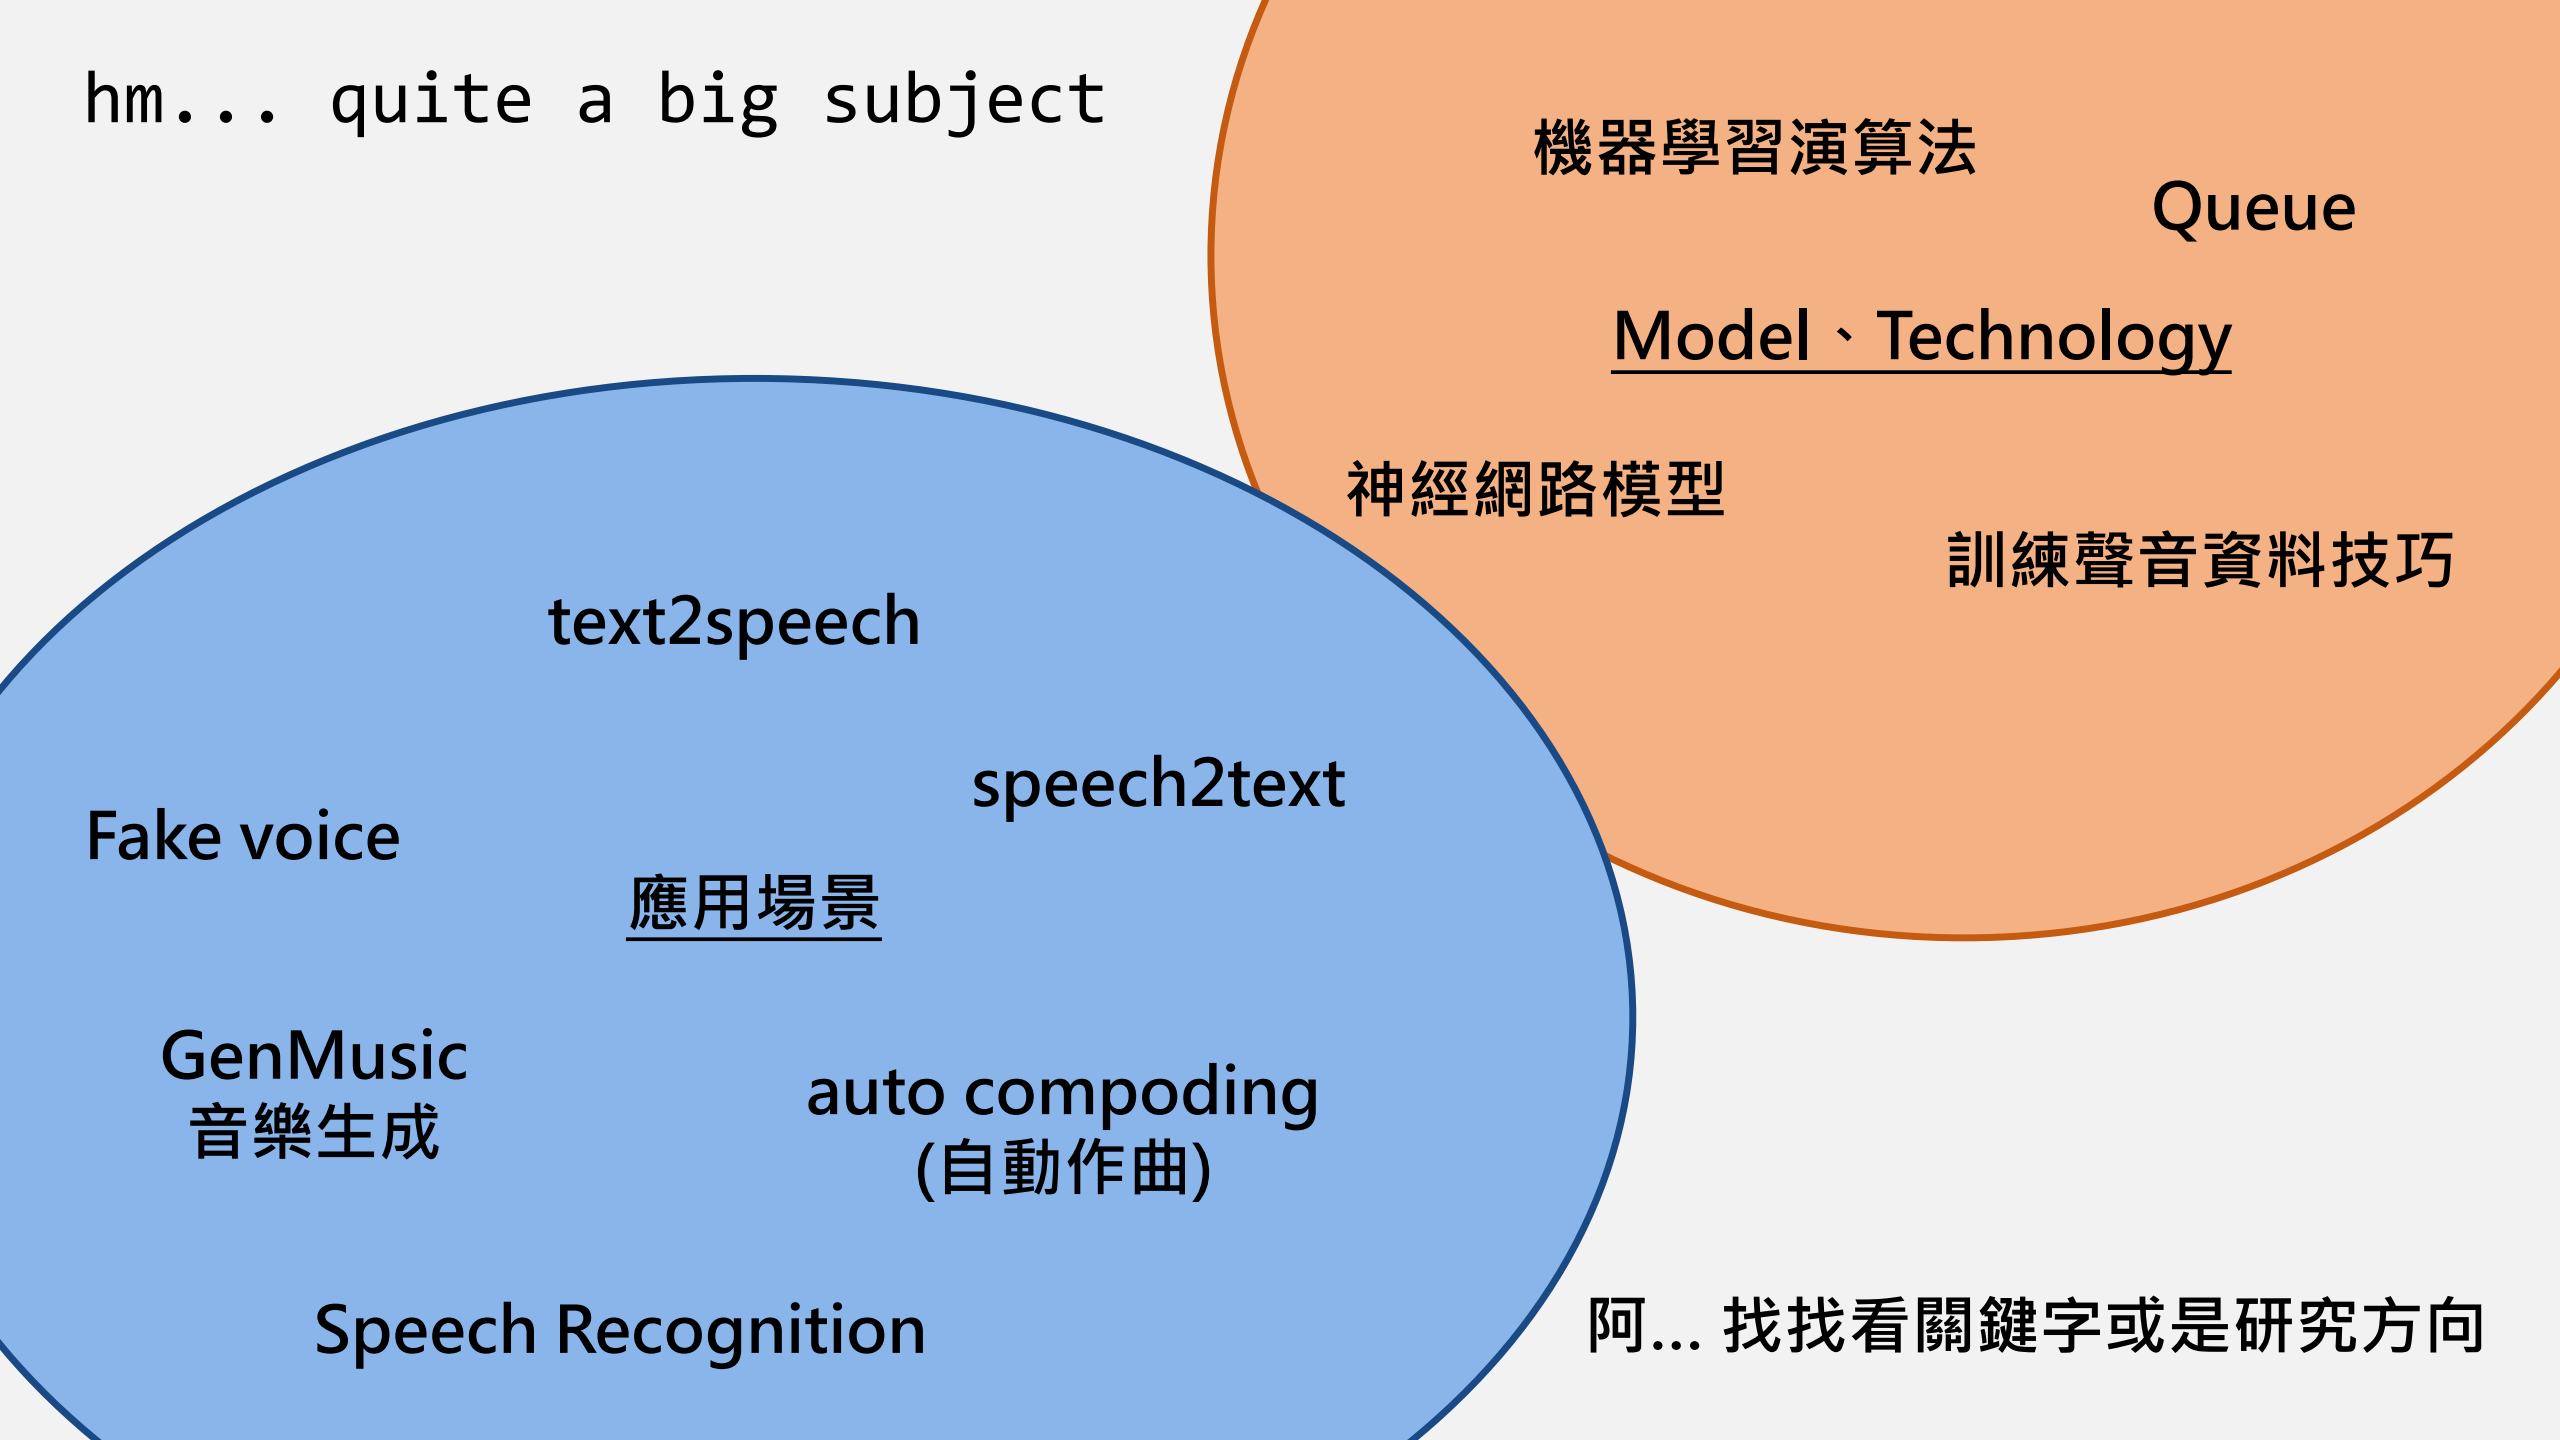 hm... quite a big subject
機器學習演算法
Queue
Model、Technology
神經網路模型
訓練聲音資料技巧
text2speech
speech2text
Fake voice
應用場景
GenMusic
音樂生成
auto compoding
(自動作曲)
Speech Recognition
阿... 找找看關鍵字或是研究方向